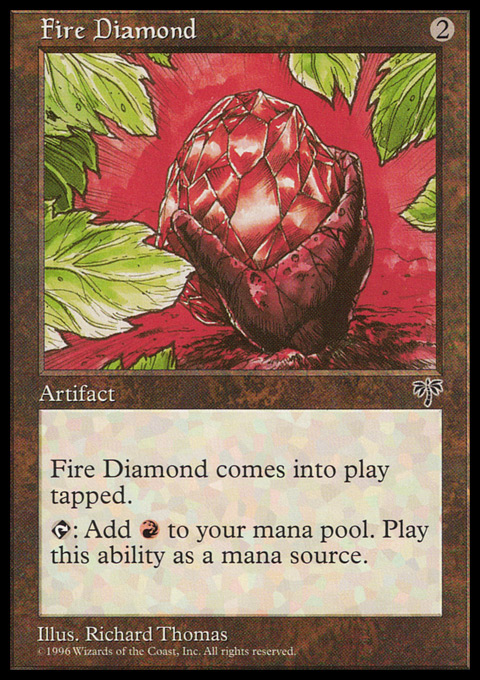 Fire Diamond 2
Artifact
Fire Diamond comes into play
tapped.
: Add to your mana pool. Play
this ability as a mana source.
Illus. Richard Thomas
©1996 Wizards of the Coast, Inc. All rights reserved.